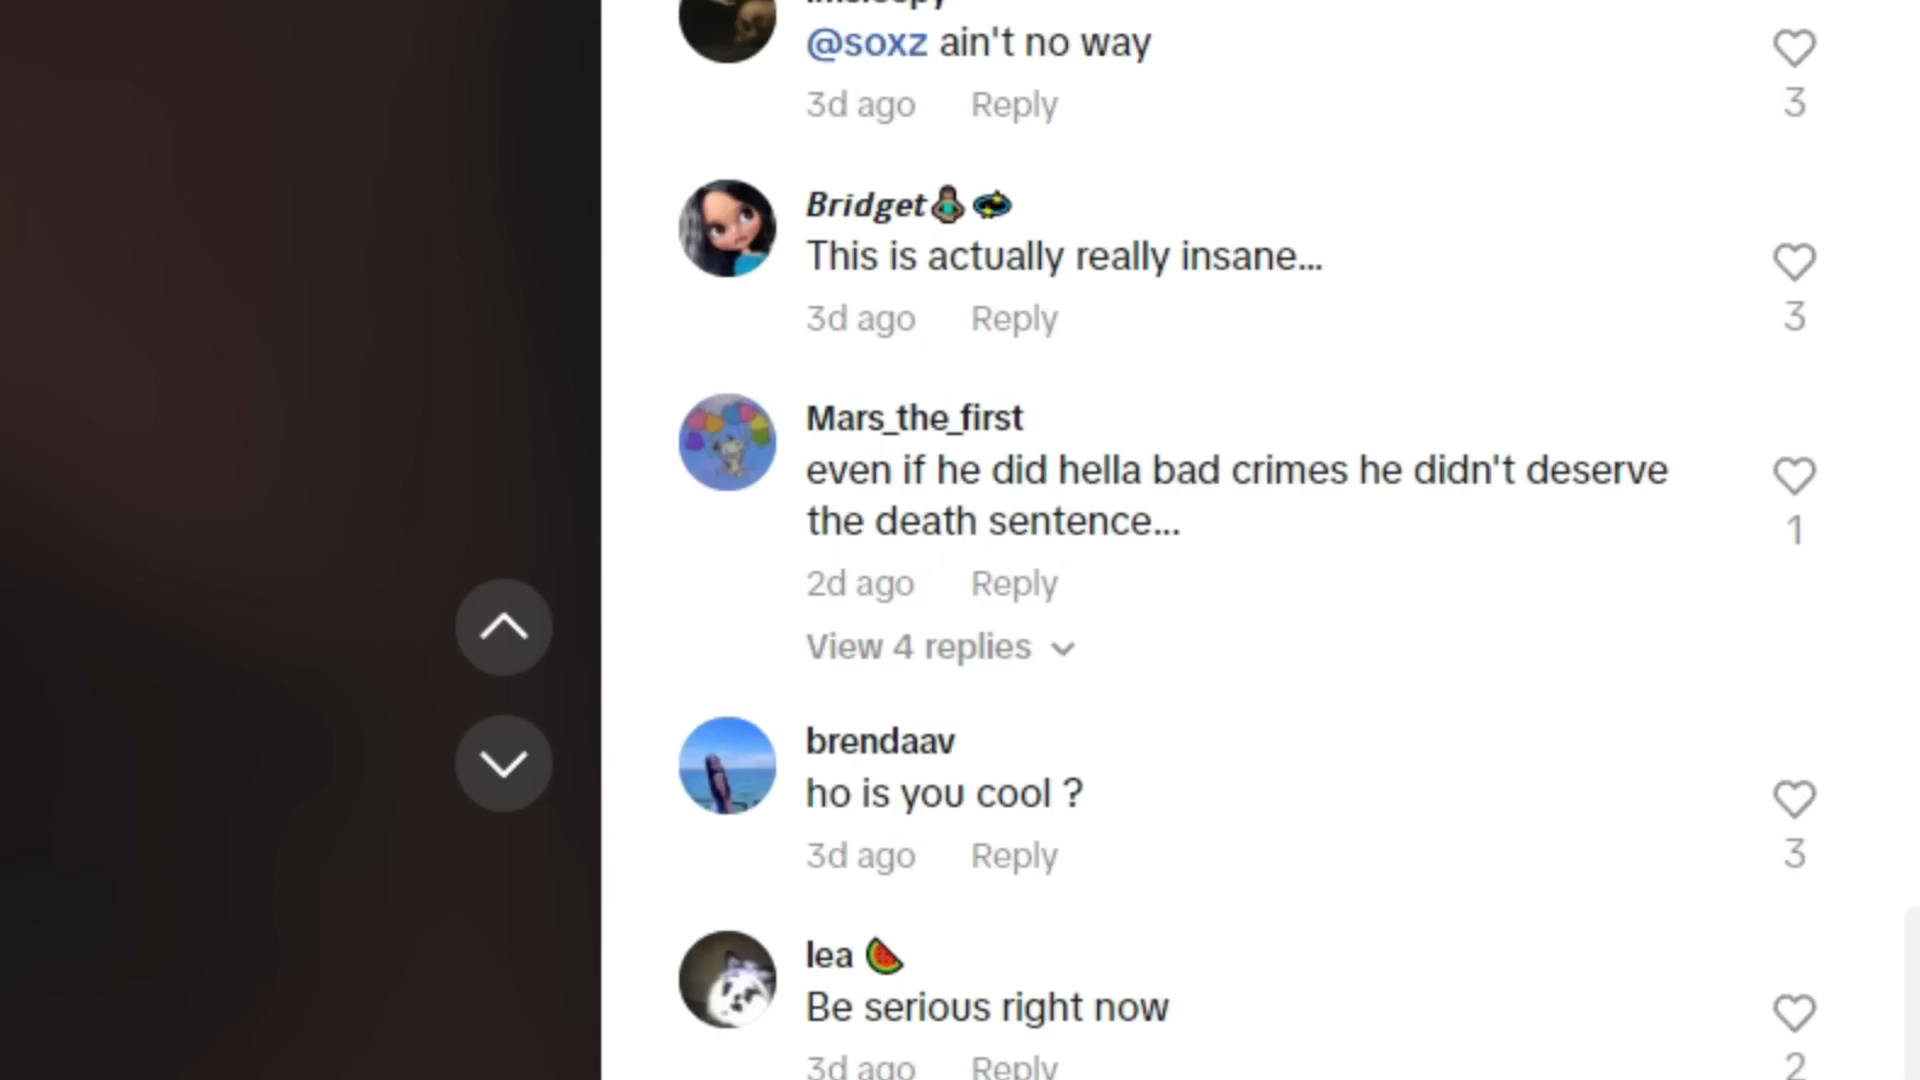 @soxz ain't no way
3d ago Reply
3
Bridget
This is actually really insane...
3d ago Reply
3
Mars_the_first
even if he did hella bad crimes he didn't deserve
the death sentence...
1
2d ago Reply
View 4 replies
brendaav
ho is you cool ?
3d ago Reply
3
lea 🍉
Be serious right now
3d ago Reply
2